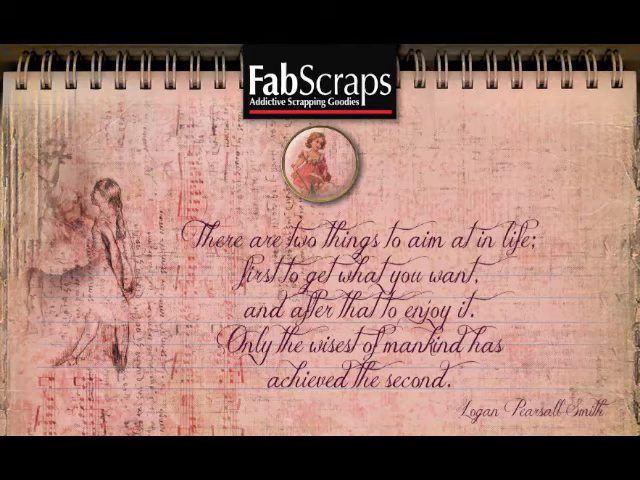 FabScraps
Addictive Scrapping Goodies
There are two things to aim at in life:
first to get what you want,
and after that to enjoy it.
Only the wisest of mankind has
achieved the second.
Logan Pearsall Smith